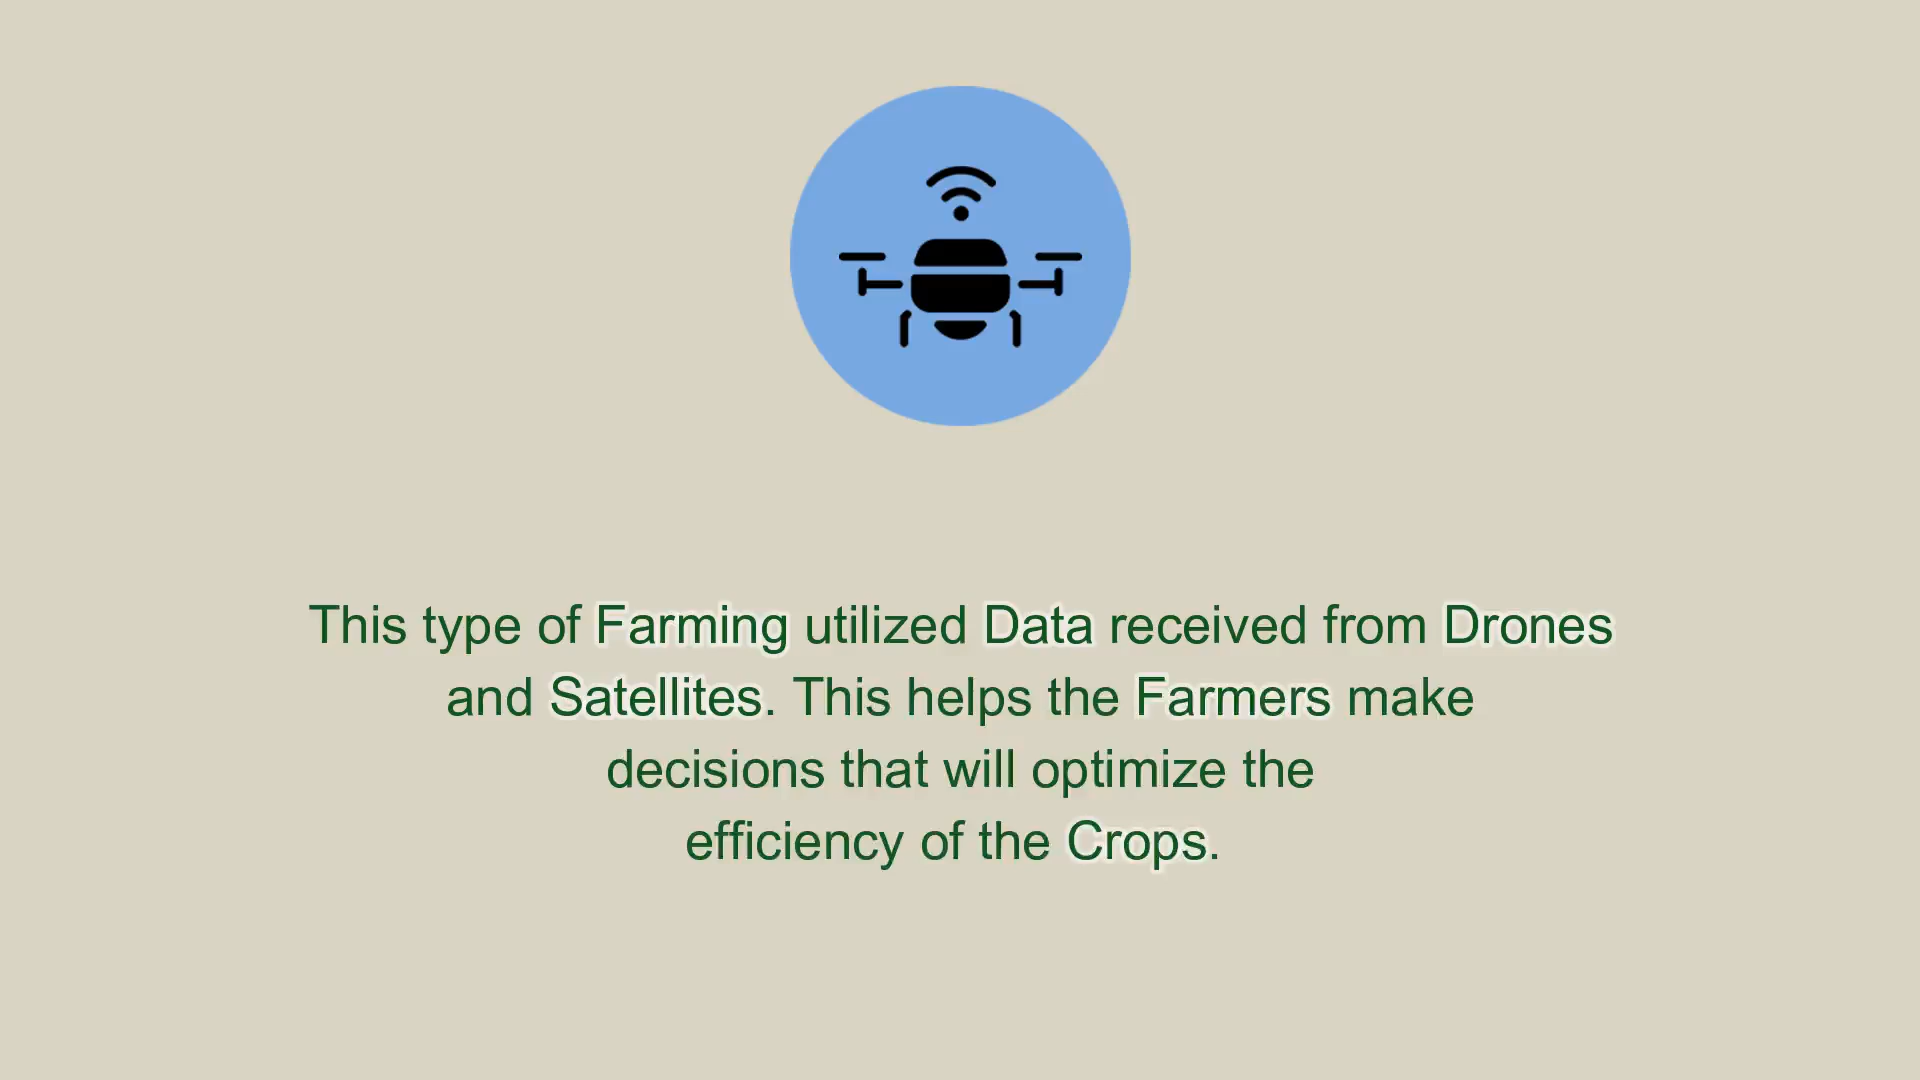 This type of Farming utilized Data received from Drones
and Satellites. This helps the Farmers make
decisions that will optimize the
efficiency of the Crops.